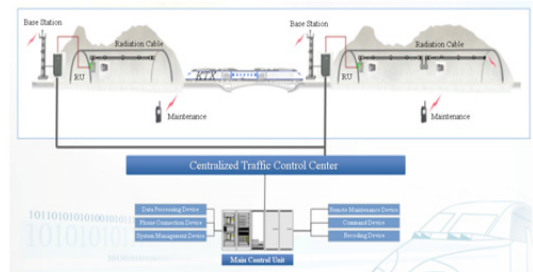 Base Station
Radiation Cable
RU
Maintenance
KTX
Base Station
Radiation Cable
RU
Maintenance
Centralized Traffic Control Center
Data Processing Device
Phone Connection Device
System Management Device
Remote Maintenance Device
Command Device
Recoding Device
Main Control Unit